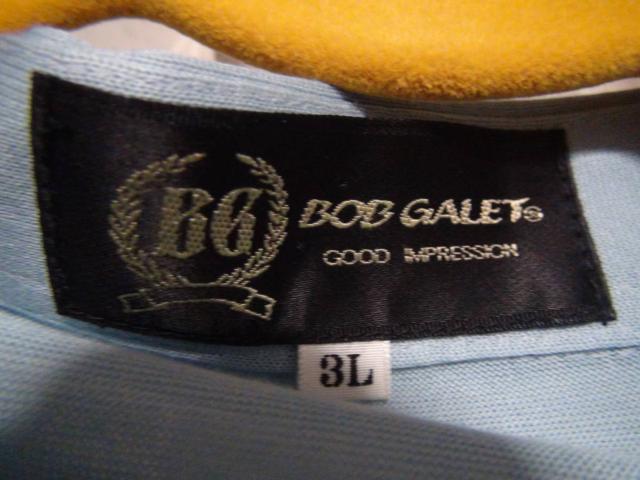 BG
BOB GALET®
GOOD IMPRESSION
3L